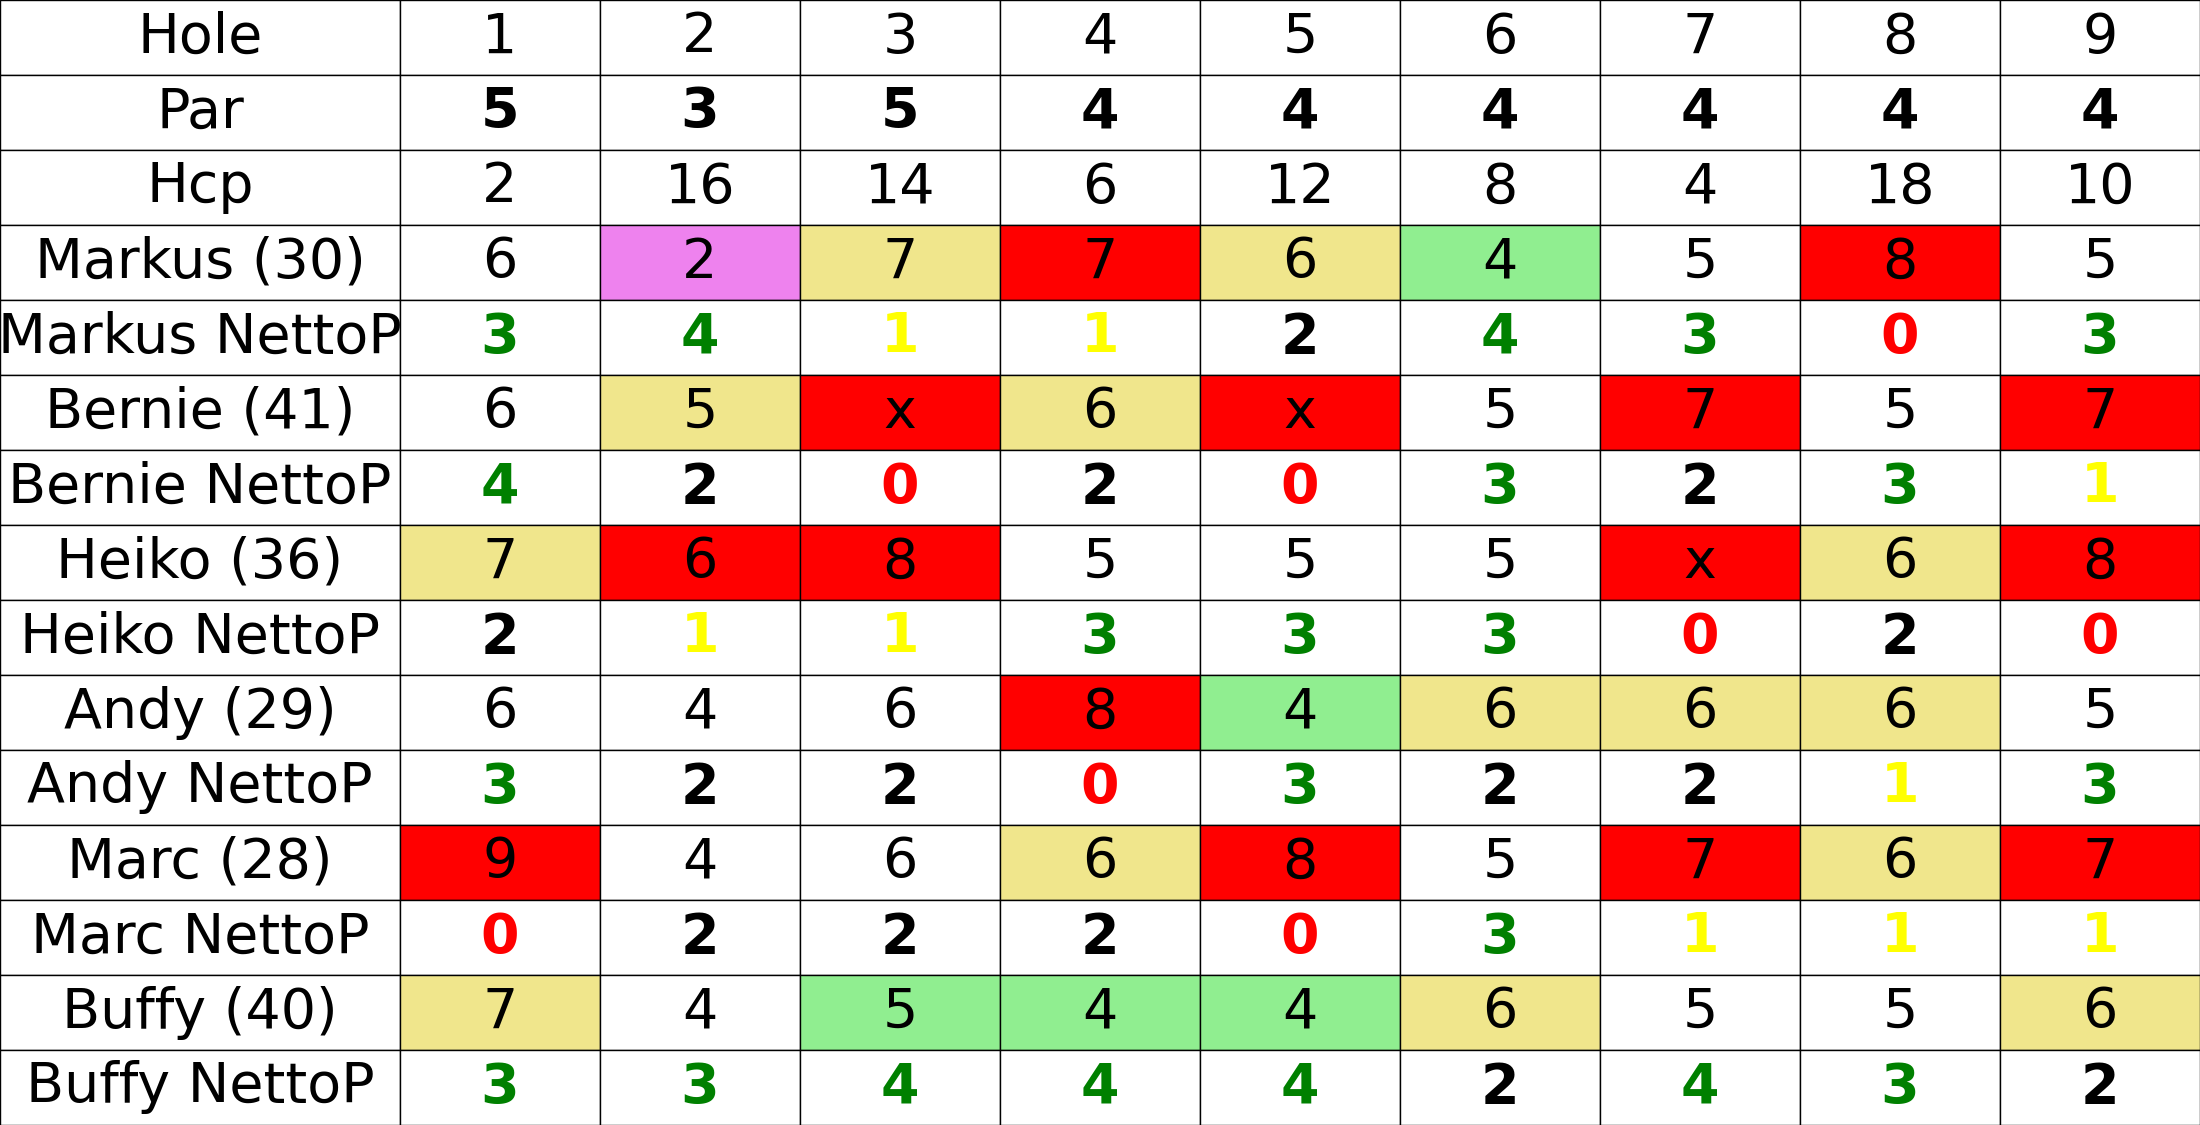 Hole 1 2 3 4 5 6 7 8 9
Par 5 3 5 4 4 4 4 4 4
Hcp 2 16 14 6 12 8 4 18 10
Markus (30) 6 2 7 7 6 4 5 8 5
Markus NettoP 3 4 1 1 2 4 3 0 3
Bernie (41) 6 5 x 6 x 5 7 5 7
Bernie NettoP 4 2 0 2 0 3 2 3 1
Heiko (36) 7 6 8 5 5 5 x 6 8
Heiko NettoP 2 1 1 3 3 3 0 2 0
Andy (29) 6 4 6 8 4 6 6 6 5
Andy NettoP 3 2 2 0 3 2 2 1 3
Marc (28) 9 4 6 6 8 5 7 6 7
Marc NettoP 0 2 2 2 0 3 1 1 1
Buffy (40) 7 4 5 4 4 6 5 5 6
Buffy NettoP 3 3 4 4 4 2 4 3 2